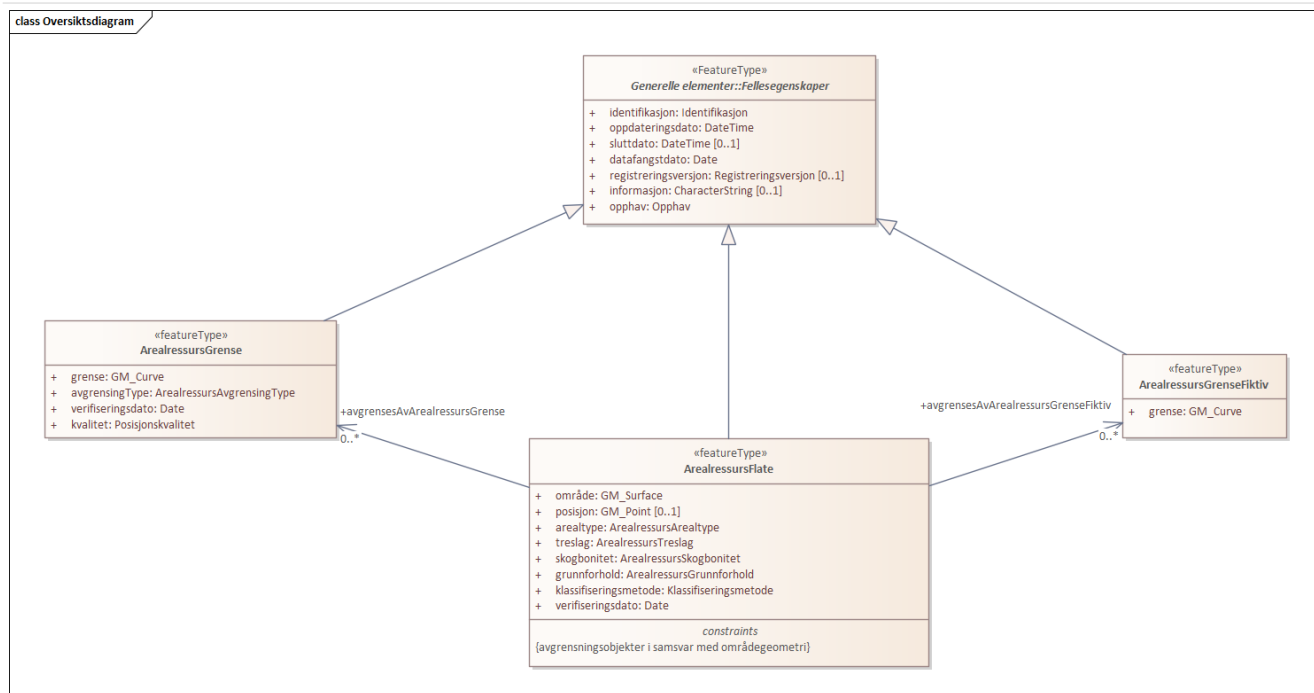 class Oversiktsdiagram
«FeatureType»
Generelle elementer::Fellesegenskaper
+ identifikasjon: Identifikasjon
+ oppdateringsdato: DateTime
+ sluttdato: DateTime [0..1]
+ datafangstdato: Date
+ registreringsversjon: Registreringsversjon [0..1]
+ informasjon: CharacterString [0..1]
+ opphav: Opphav
«featureType»
ArealressursGrense
+ grense: GM_Curve
+ avgrensingType: ArealressursAvgrensingType
+ verifiseringsdato: Date
+ kvalitet: Posisjonskvalitet
+avgrensesAvArealressursGrense
0..*
«featureType»
ArealressursGrenseFiktiv
+ grense: GM_Curve
+avgrensesAvArealressursGrenseFiktiv
0..*
«featureType»
ArealressursFlate
+ område: GM_Surface
+ posisjon: GM_Point [0..1]
+ arealtype: ArealressursArealtype
+ treslag: ArealressursTreslag
+ skogbonitet: ArealressursSkogbonitet
+ grunnforhold: ArealressursGrunnforhold
+ klassifiseringsmetode: Klassifiseringsmetode
+ verifiseringsdato: Date
constraints
{avgrensningsobjekter i samsvar med områdegeometri}